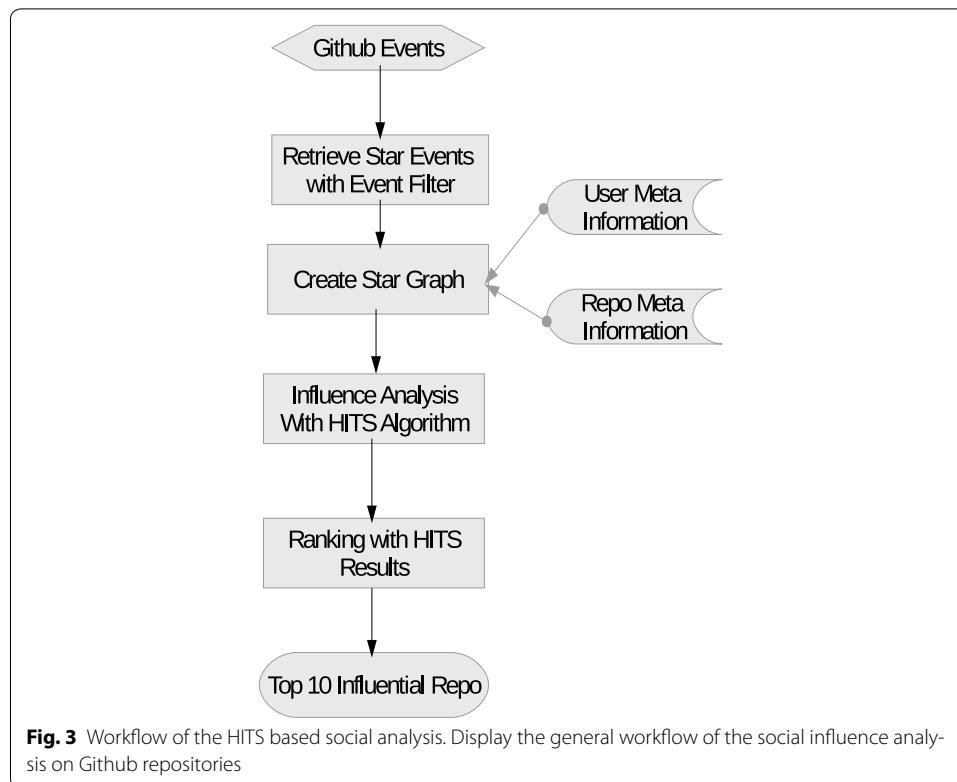 Github Events
Retrieve Star Events
with Event Filter
User Meta
Information
Create Star Graph
Repo Meta
Information
Influence Analysis
With HITS Algorithm
Ranking with HITS
Results
Top 10 Influential Repo
Fig. 3 Workflow of the HITS based social analysis. Display the general workflow of the social influence analy-
sis on Github repositories